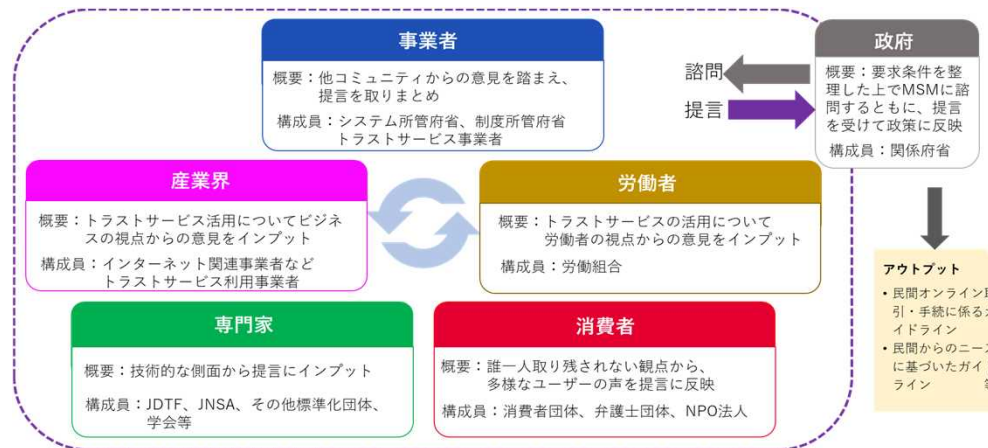 事業者
概要：他コミュニティからの意見を踏まえ、
提言を取りまとめ
構成員：システム所管府省、制度所管府省
トラストサービス事業者
諮問
提言
政府
概要：要求条件を整
理した上でMSMに諮
問するともに、提言
を受けて政策に反映
構成員：関係府省
産業界
概要：トラストサービス活用についてビジネ
スの視点からの意見をインプット
構成員：インターネット関連事業者など
トラストサービス利用事業者
労働者
概要：トラストサービスの活用について
労働者の視点からの意見をインプット
構成員：労働組合
専門家
概要：技術的な側面から提言にインプット
構成員：JDTF、JNSA、その他標準化団体、
学会等
消費者
概要：誰一人取り残されない観点から、
多様なユーザーの声を提言に反映
構成員：消費者団体、弁護士団体、NPO法人
アウトプット
• 民間オンライン取
引・手続に係るガ
イドライン
• 民間からのニーズ
に基づいたガイド
ライン